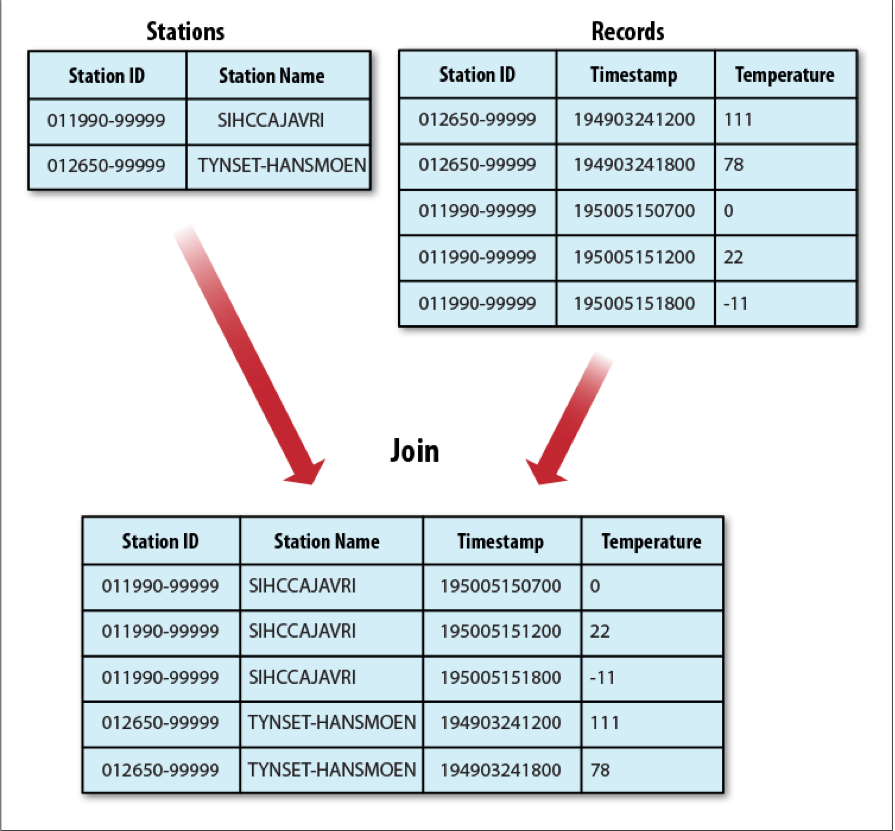 Stations
Station ID Station Name
011990-99999 SIHCCAJAVRI
012650-99999 TYNSET-HANSMOEN
Records
Station ID Timestamp Temperature
012650-99999 194903241200 111
012650-99999 194903241800 78
011990-99999 195005150700 0
011990-99999 195005151200 22
011990-99999 195005151800 -11
Join
Station ID Station Name Timestamp Temperature
011990-99999 SIHCCAJAVRI 195005150700 0
011990-99999 SIHCCAJAVRI 195005151200 22
011990-99999 SIHCCAJAVRI 195005151800 -11
012650-99999 TYNSET-HANSMOEN 194903241200 111
012650-99999 TYNSET-HANSMOEN 194903241800 78